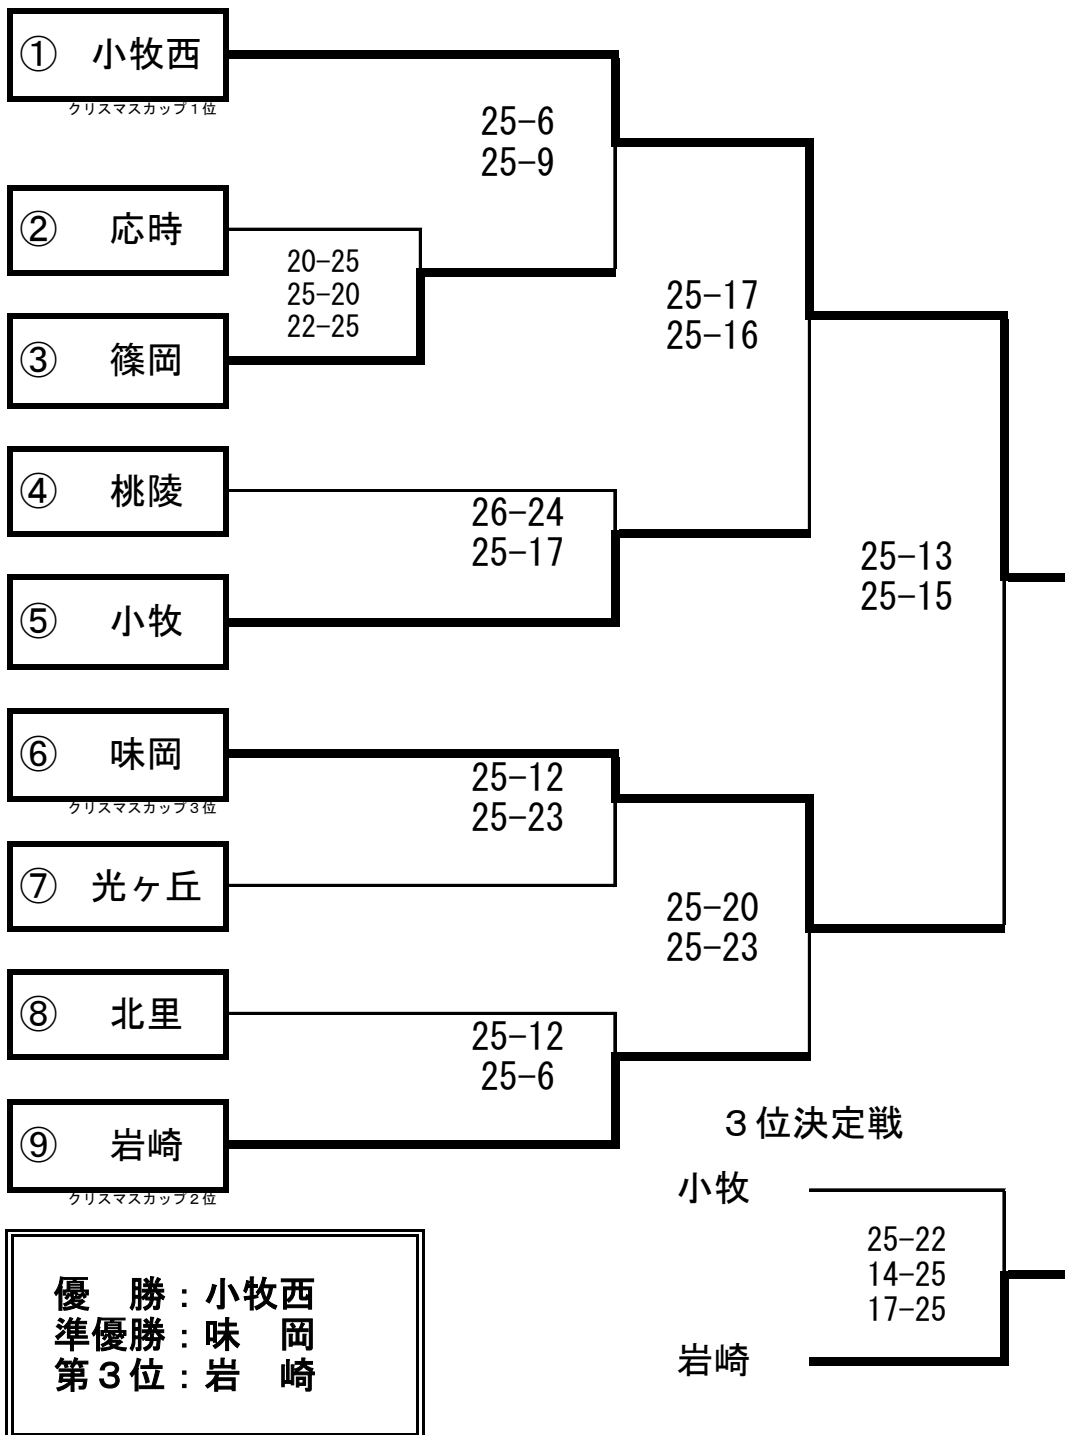 ① 小牧西
クリスマスカップ1位
25-6
25-9
② 応時
20-25
25-20
22-25
③ 篠岡
25-17
25-16
④ 桃陵
26-24
25-17
⑤ 小牧
25-13
25-15
⑥ 味岡
クリスマスカップ3位
25-12
25-23
⑦ 光ヶ丘
25-20
25-23
⑧ 北里
25-12
25-6
⑨ 岩崎
クリスマスカップ2位
3位決定戦
小牧
25-22
14-25
17-25
岩崎
優　勝：小牧西
準優勝：味　岡
第3位：岩　崎